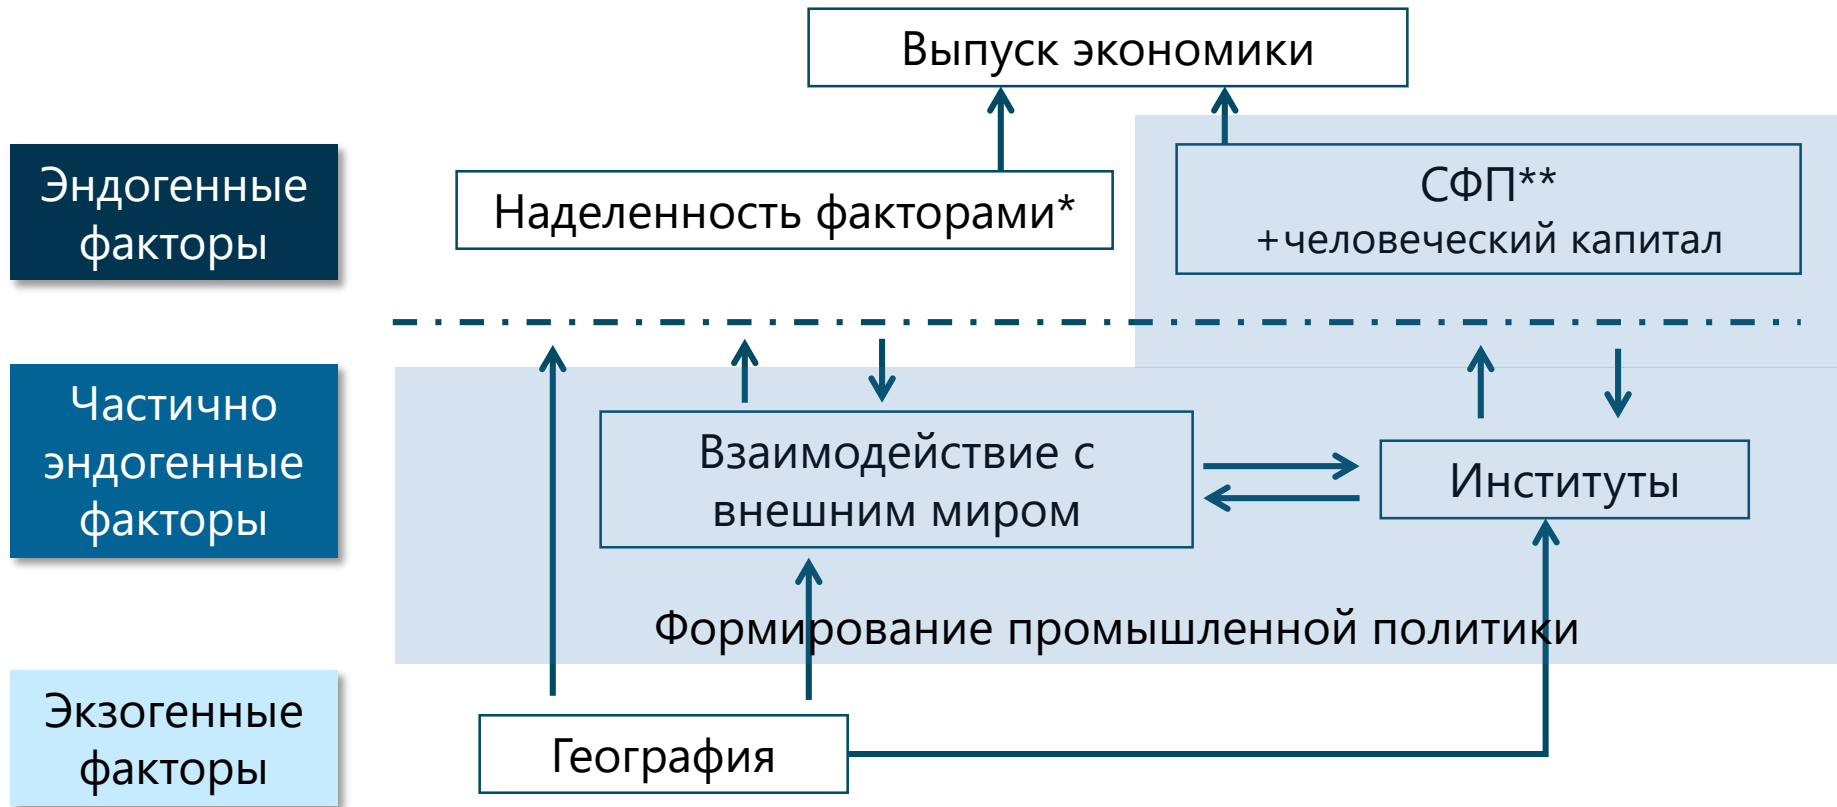 Выпуск экономики
Эндогенные
факторы
Наделенность факторами*
СФП**
+человеческий капитал
Частично
эндогенные
факторы
Взаимодействие с
внешним миром
Институты
Формирование промышленной политики
Экзогенные
факторы
География